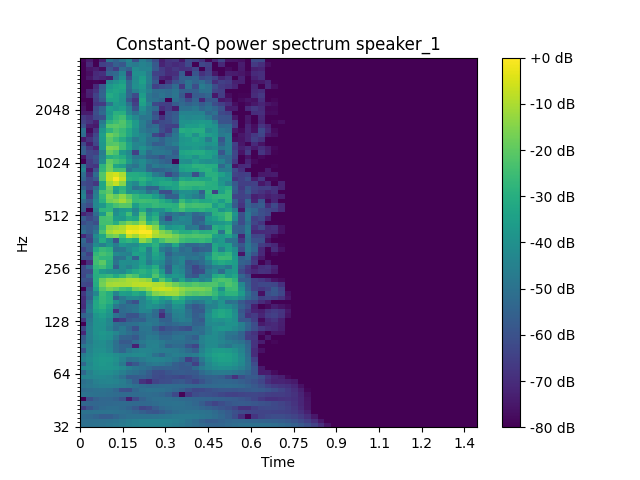 Constant-Q power spectrum speaker_1
Hz
2048
1024
512
256
128
64
32
0 0.15 0.3 0.45 0.6 0.75 0.9 1.1 1.2 1.4
Time
+0 dB
-10 dB
-20 dB
-30 dB
-40 dB
-50 dB
-60 dB
-70 dB
-80 dB